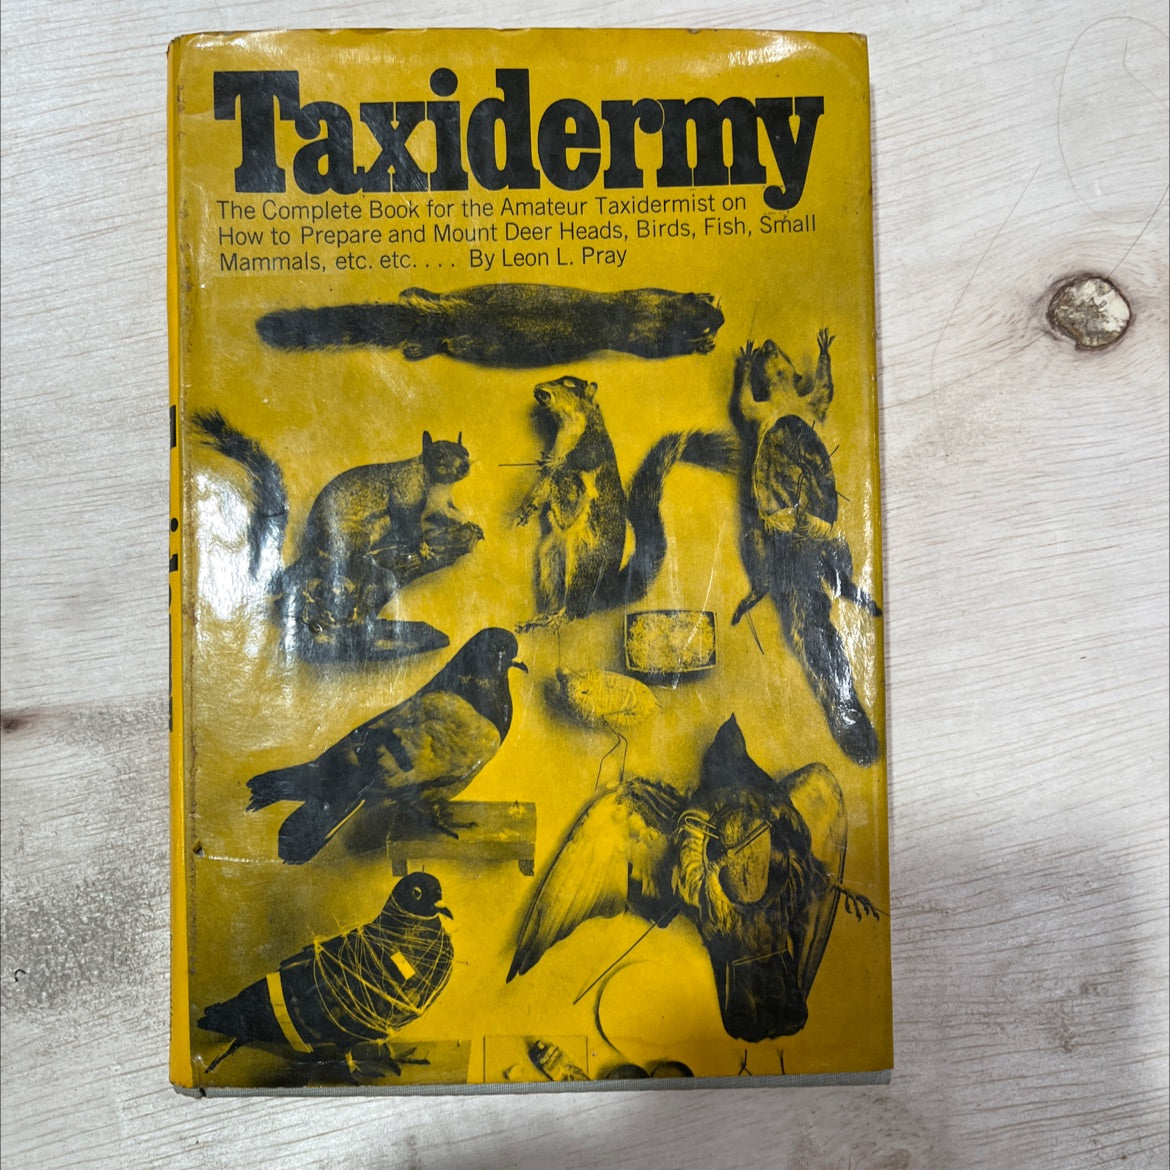 Taxidermy
The Complete Book for the Amateur Taxidermist on
How to Prepare and Mount Deer Heads, Birds, Fish, Small
Mammals, etc. etc. . . . By Leon L. Pray